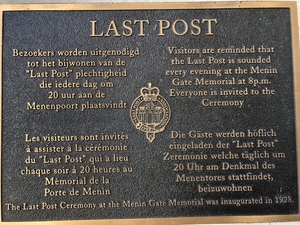 LAST POST
Bezoekers worden uitgenodigd
tot het bijwonen van de
"Last Post" plechtigheid
die iedere dag om
20 uur aan de
Menenpoort plaatsvindt
Visitors are reminded that
the Last Post is sounded
every evening at the Menin
Gate Memorial at 8p.m.
Everyone is invited to the
Ceremony
Les visiteurs sont invités
à assister à la cérémonie
du "Last Post" qui a lieu
chaque soir à 20 heures au
Mémorial de la
Porte de Menin
Die Gäste werden höflich
eingeladen der "Last Post"
Zeremonie welche täglich um
20 Uhr am Denkmal des
Menentores stattfindet,
beizuwohnen
The Last Post Ceremony at the Menin Gate Memorial was inaugurated in 1928